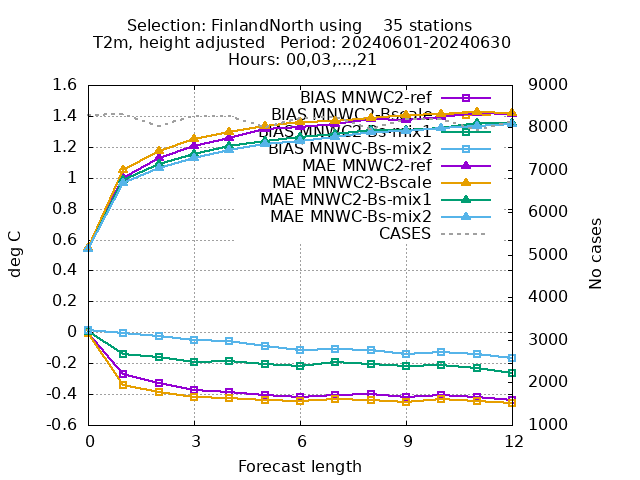 Selection: FinlandNorth using    35 stations
T2m, height adjusted   Period: 20240601-20240630
Hours: 00,03,...,21
1.6
1.4
1.2
1
0.8
0.6
0.4
0.2
0
-0.2
-0.4
-0.6
deg C
BIAS MNWC2-ref
BIAS MNWC2-Bscale
BIAS MNWC2-Bs-mix1
BIAS MNWC-Bs-mix2
MAE MNWC2-ref
MAE MNWC2-Bscale
MAE MNWC2-Bs-mix1
MAE MNWC-Bs-mix2
CASES
9000
8000
7000
6000
5000
4000
3000
2000
1000
No cases
0 3 6 9 12
Forecast length